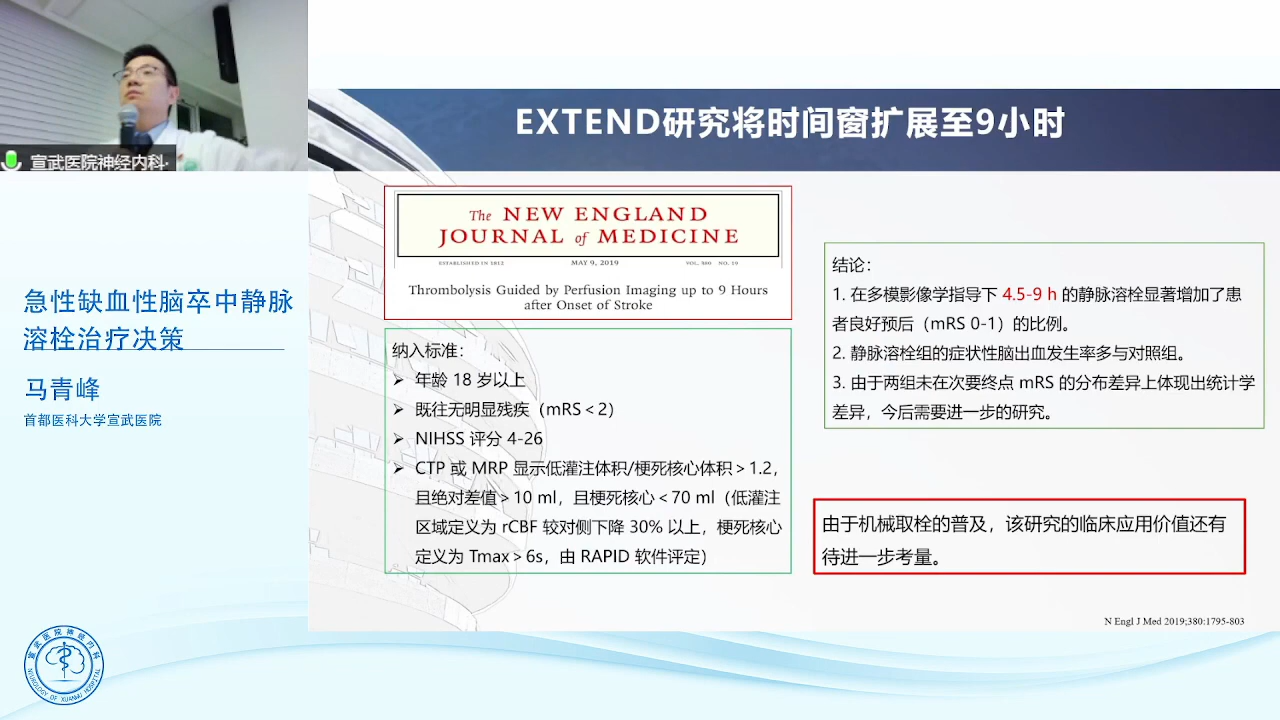 EXTEND研究将时间窗扩展至9小时
宣武医院神经内科·
急性缺血性脑卒中静脉
溶栓治疗决策
马青峰
首都医科大学宣武医院
The NEW ENGLAND
JOURNAL of MEDICINE
ESTABLISHED IN 1812 MAY 9, 2019 VOL. 380 NO. 19
Thrombolysis Guided by Perfusion Imaging up to 9 Hours
after Onset of Stroke
纳入标准：
➢ 年龄 18 岁以上
➢ 既往无明显残疾（mRS＜2）
➢ NIHSS 评分 4-26
➢ CTP 或 MRP 显示低灌注体积/梗死核心体积＞1.2，
且绝对差值＞10 ml，且梗死核心＜70 ml（低灌注
区域定义为 rCBF 较对侧下降 30% 以上，梗死核心
定义为 Tmax＞6s，由 RAPID 软件评定）
结论：
1. 在多模影像学指导下 4.5-9 h 的静脉溶栓显著增加了患
者良好预后（mRS 0-1）的比例。
2. 静脉溶栓组的症状性脑出血发生率多与对照组。
3. 由于两组未在次要终点 mRS 的分布差异上体现出统计学
差异，今后需要进一步的研究。
由于机械取栓的普及，该研究的临床应用价值还有
待进一步考量。
N Engl J Med 2019;380:1795-803
宣武医院神经内科
NEUROLOGY OF XUANWU HOSPITAL